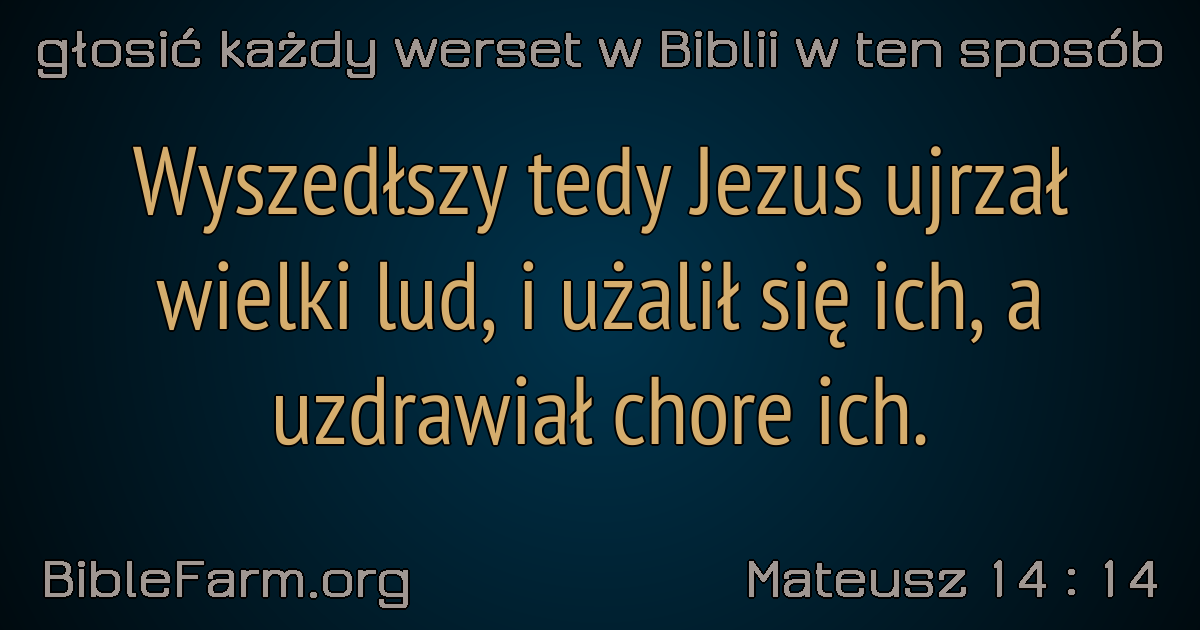 głosić każdy werset w Biblii w ten sposób
Wyszedłszy tedy Jezus ujrzał
wielki lud, i użalił się ich, a
uzdrawiał chore ich.
BibleFarm.org
Mateusz 14 : 14